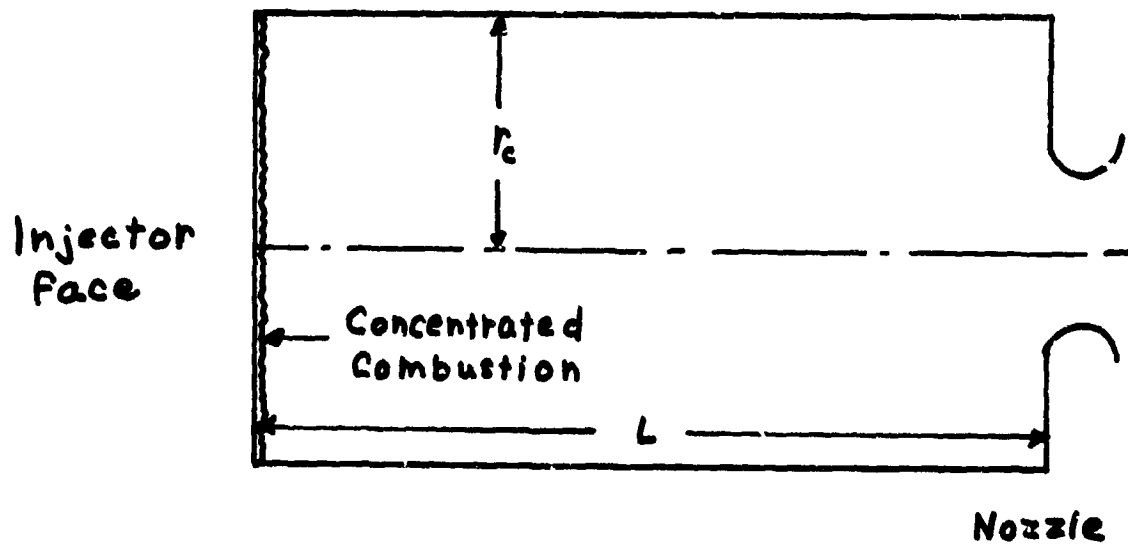 r_c
Injector
Face
Concentrated
Combustion
L
Nozzle